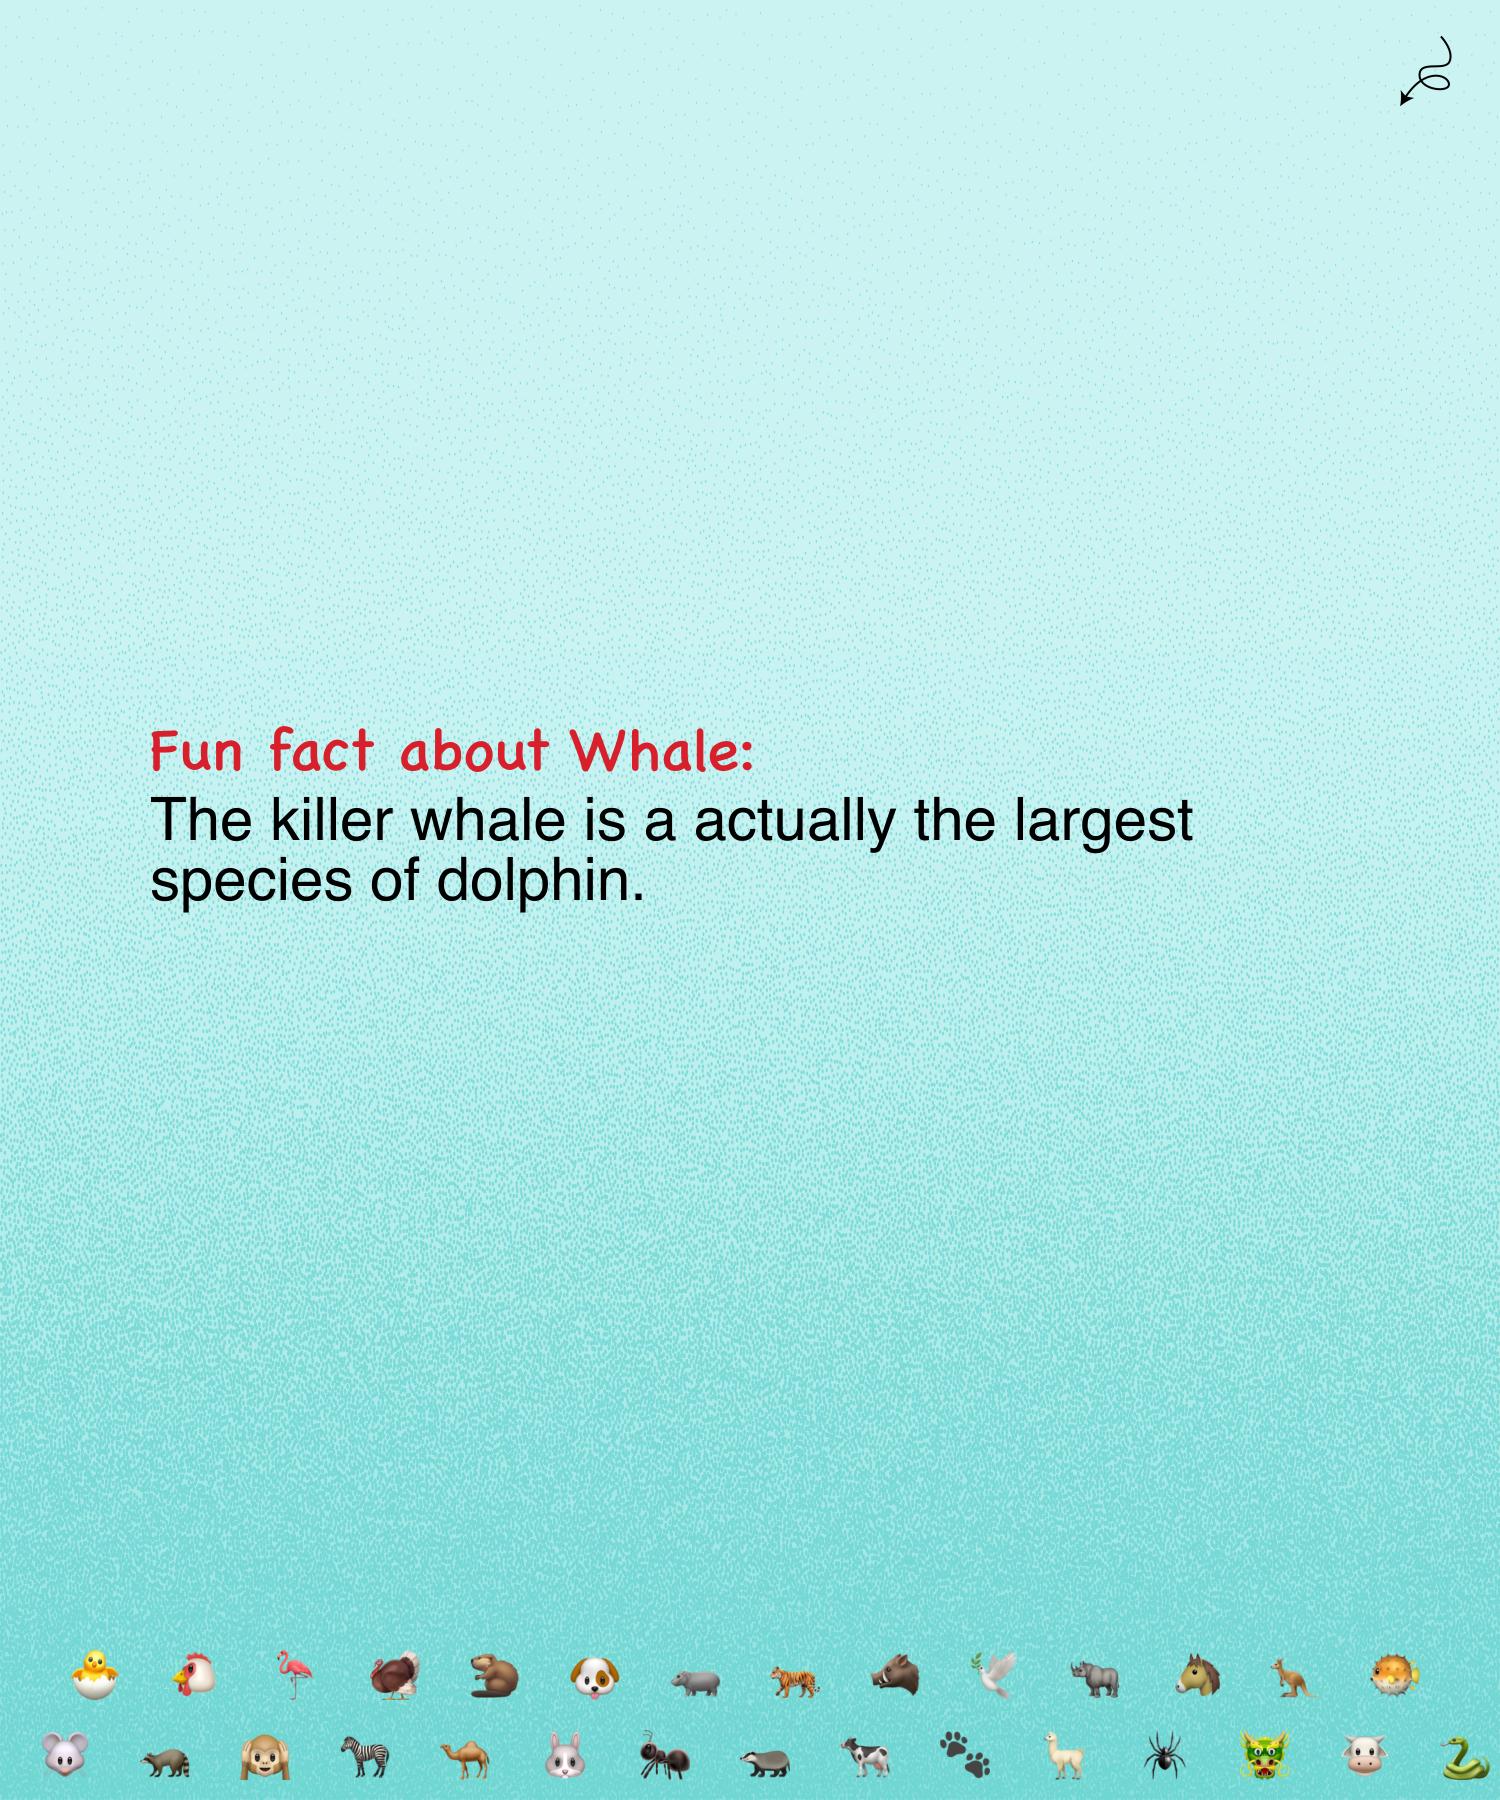 Fun fact about Whale:
The killer whale is a actually the largest
species of dolphin.